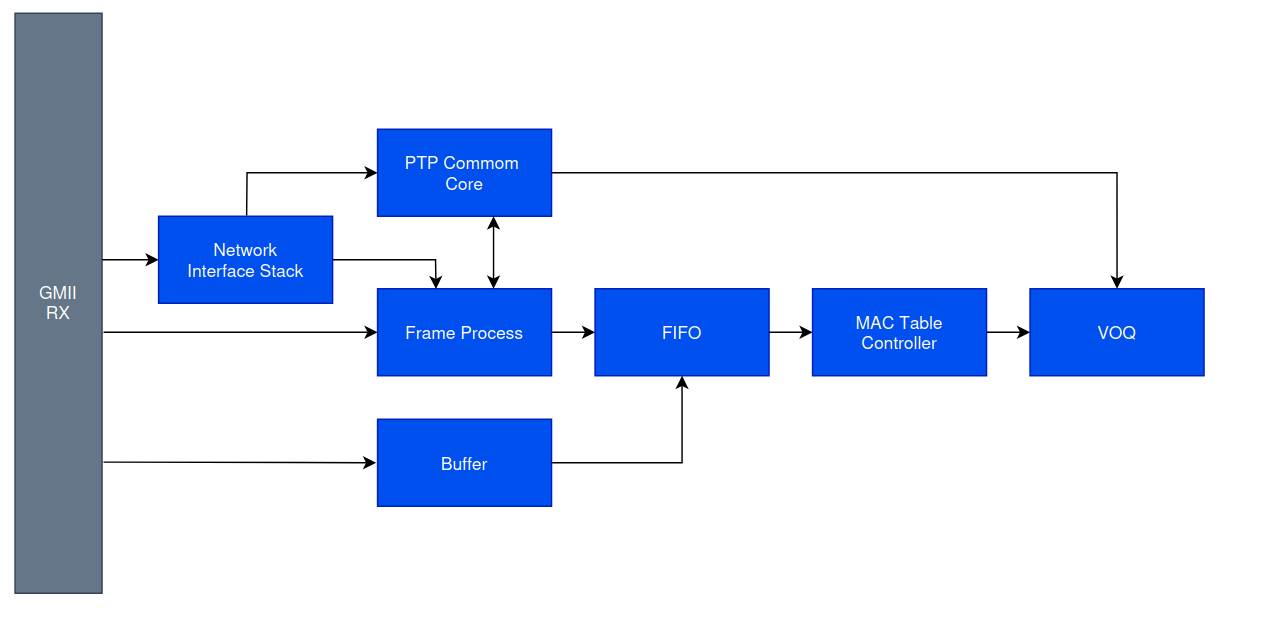 PTP Commom
Core
Network
Interface Stack
GMII
RX
Frame Process
FIFO
MAC Table
Controller
VOQ
Buffer